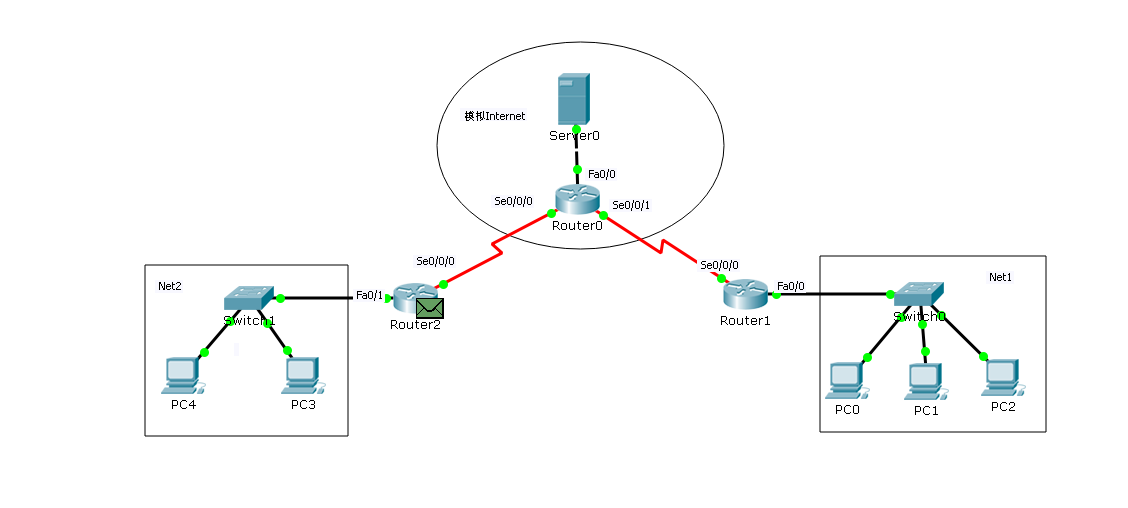 模拟Internet
Server0
Fa0/0
Se0/0/0
Se0/0/1
Router0
Se0/0/0
Se0/0/0
Net2
Fa0/1
Switch1
Router2
PC4
PC3
Net1
Fa0/0
Router1
Switch0
PC0
PC1
PC2